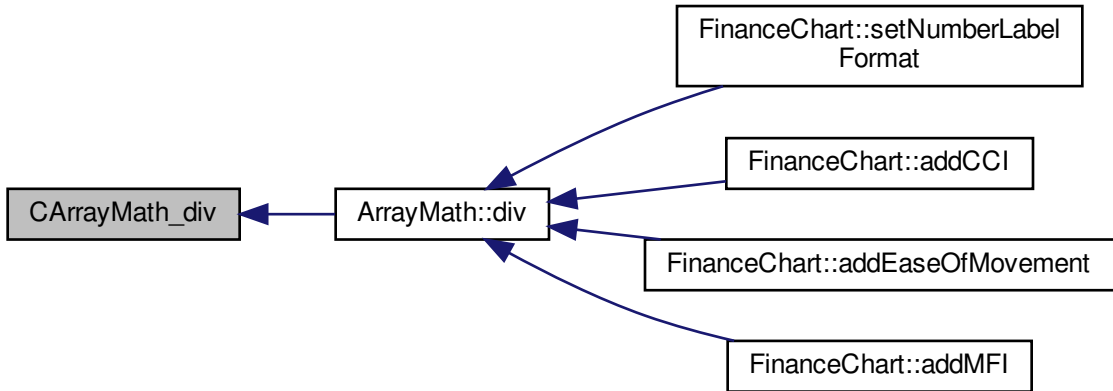 FinanceChart::setNumberLabel
Format
FinanceChart::addCCI
CArrayMath_div
ArrayMath::div
FinanceChart::addEaseOfMovement
FinanceChart::addMFI